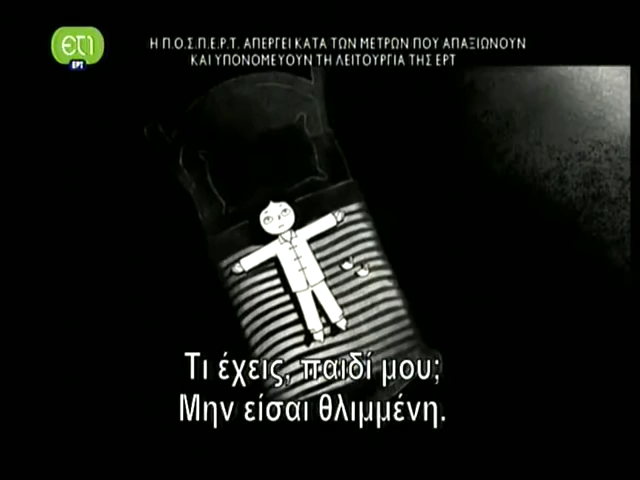 ετ1
ΕΡΤ
Η Π.Ο.Σ.Π.Ε.Ρ.Τ. ΑΠΕΡΓΕΙ ΚΑΤΑ ΤΩΝ ΜΕΤΡΩΝ ΠΟΥ ΑΠΑΞΙΩΝΟΥΝ
ΚΑΙ ΥΠΟΝΟΜΕΥΟΥΝ ΤΗ ΛΕΙΤΟΥΡΓΙΑ ΤΗΣ ΕΡΤ
Τι έχεις, παιδί μου;
Μην είσαι θλιμμένη.